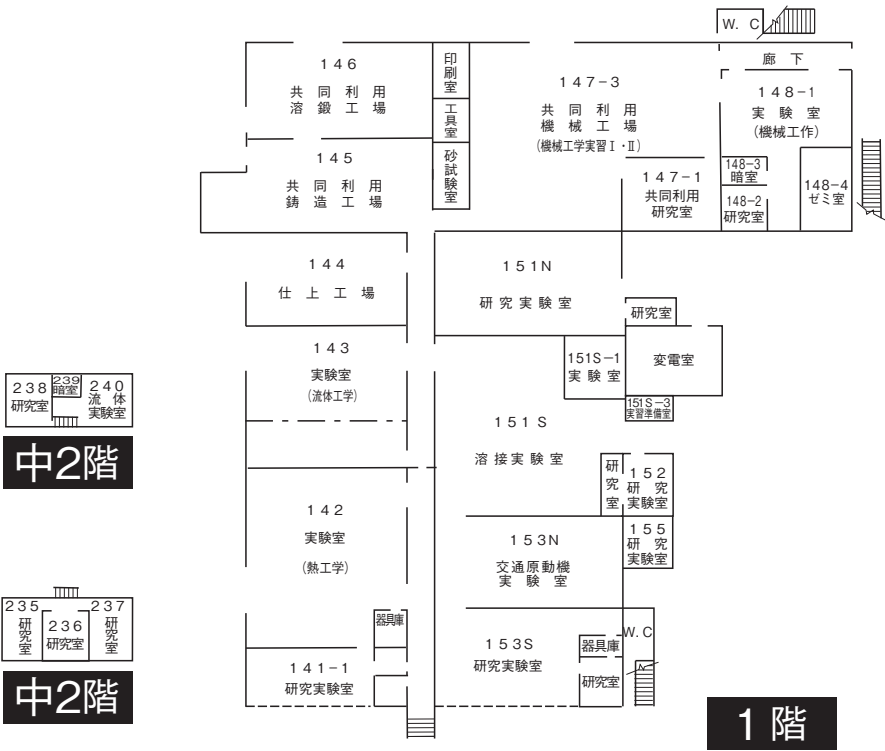 W. C
廊 下
146
共 同 利 用
溶 鍛 工 場
印刷室
工具室
砂試験室
147-3
共 同 利 用
機 械 工 場
(機械工学実習Ⅰ・Ⅱ)
148-1
実 験 室
(機械工作)
145
共 同 利 用
鋳 造 工 場
147-1
共同利用
研究室
148-3
暗室
148-2
研究室
148-4
ゼミ室
144
仕 上 工 場
151N
研 究 実 験 室
研究室
変電室
143
実験室
(流体工学)
151S-1
実 験 室
151S-3
実習準備室
238
研究室
239
暗室
240
流 体
実験室
中2階
151S
溶 接 実 験 室
研究室
152
研 究
実験室
142
実験室
(熱工学)
153N
交通原動機
実 験 室
155
研 究
実験室
235
研究室
236
研究室
237
研究室
中2階
器具庫
141-1
研究実験室
153S
研究実験室
器具庫
研究室
W.C
1階